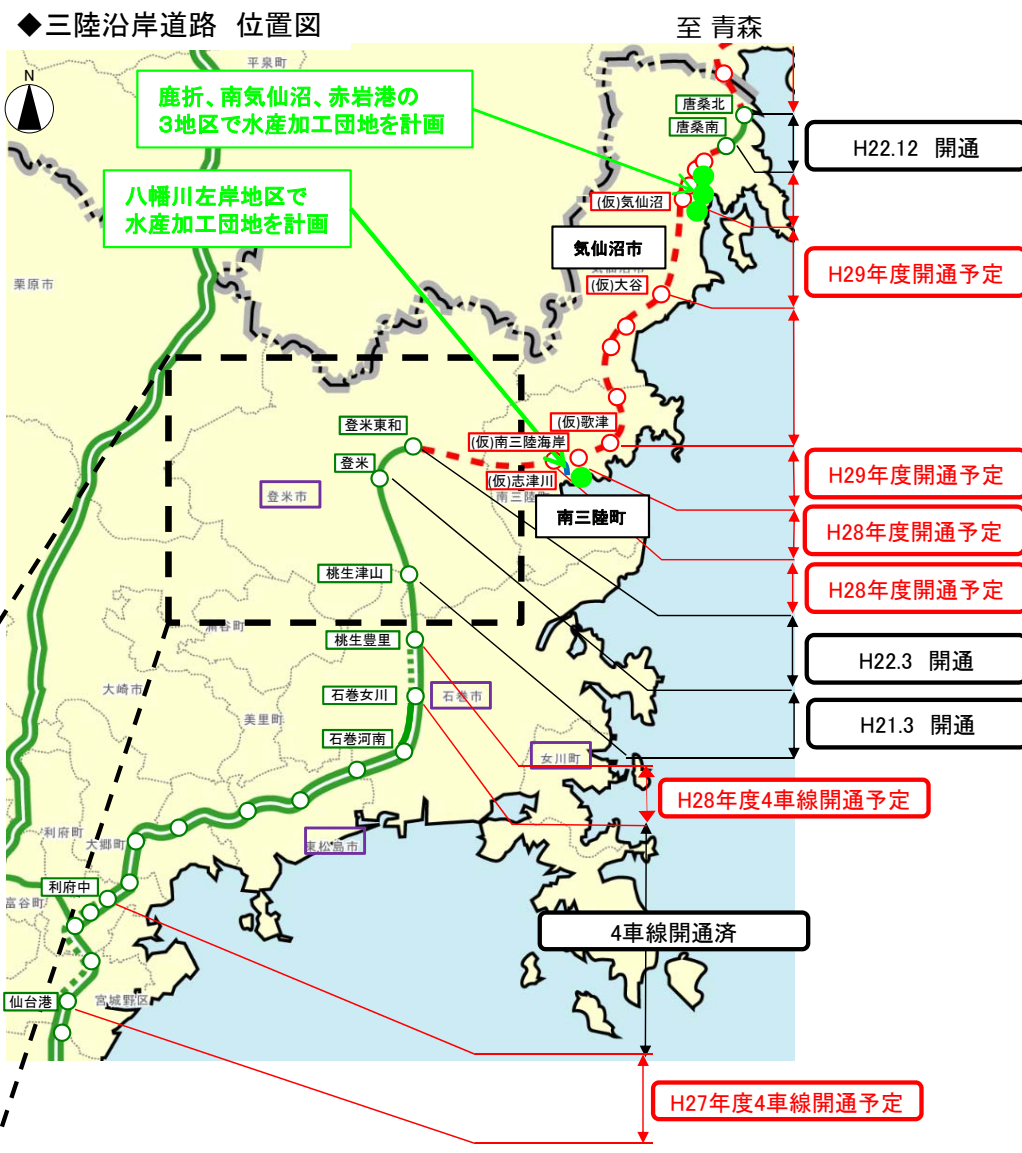 ◆三陸沿岸道路 位置図
至 青森
平泉町
N
鹿折、南気仙沼、赤岩港の
3地区で水産加工団地を計画
唐桑北
唐桑南
H22.12 開通
八幡川左岸地区で
水産加工団地を計画
(仮)気仙沼
気仙沼市
気仙沼市
栗原市
(仮)大谷
H29年度開通予定
登米東和
(仮)歌津
(仮)南三陸海岸
登米
(仮)志津川
H29年度開通予定
登米市
南三陸町
南三陸町
H28年度開通予定
桃生津山
H28年度開通予定
涌谷町
桃生豊里
H22.3 開通
大崎市
石巻女川
石巻市
美里町
H21.3 開通
石巻河南
女川町
H28年度4車線開通予定
利府町
大郷町
東松島市
利府中
富谷町
4車線開通済
仙台港
宮城野区
H27年度4車線開通予定